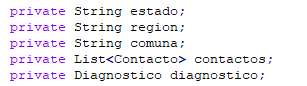 private String estado;
private String region;
private String comuna;
private List<Contacto> contactos;
private Diagnostico diagnostico;